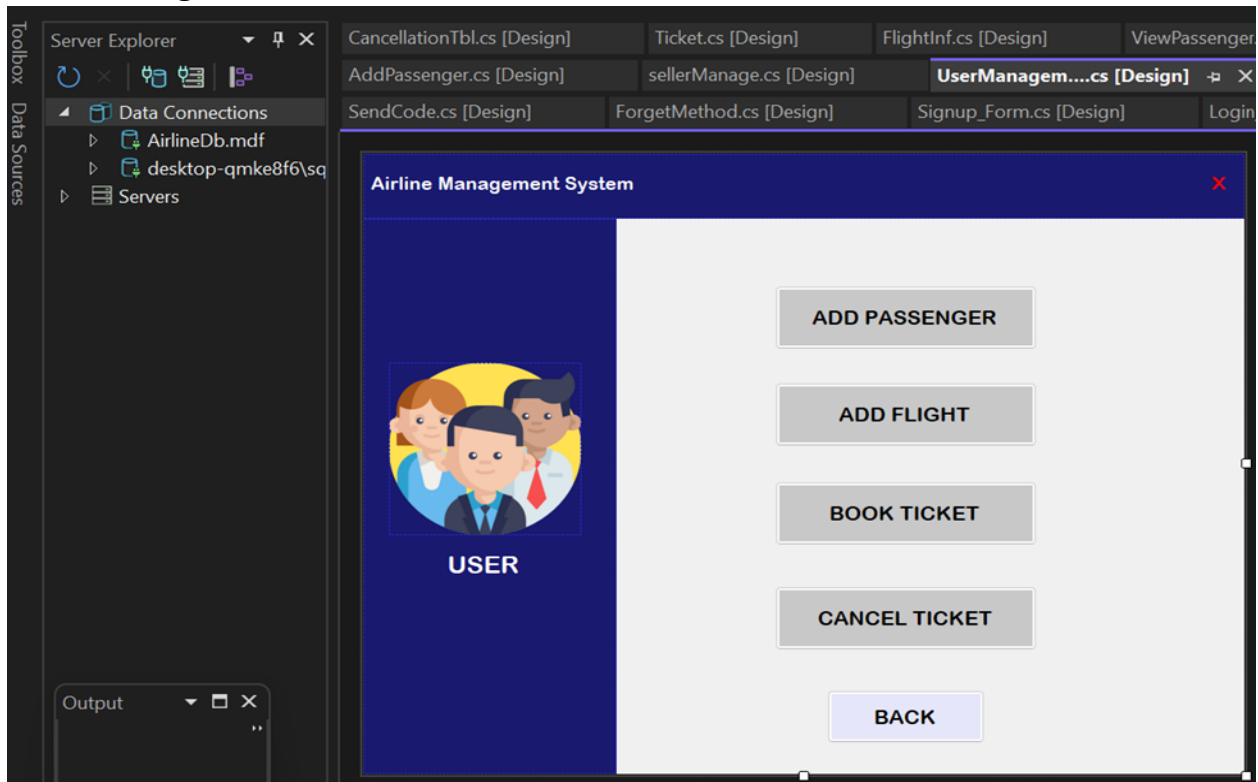 Toolbox
Data Sources
Server Explorer
Data Connections
AirlineDb.mdf
desktop-qmke8f6\sq
Servers
Output
CancellationTbl.cs [Design] Ticket.cs [Design] FlightInf.cs [Design] ViewPassenger.
AddPassenger.cs [Design] sellerManage.cs [Design] UserManagem....cs [Design]
SendCode.cs [Design] ForgetMethod.cs [Design] Signup_Form.cs [Design] Login
Airline Management System X
USER
ADD PASSENGER
ADD FLIGHT
BOOK TICKET
CANCEL TICKET
BACK